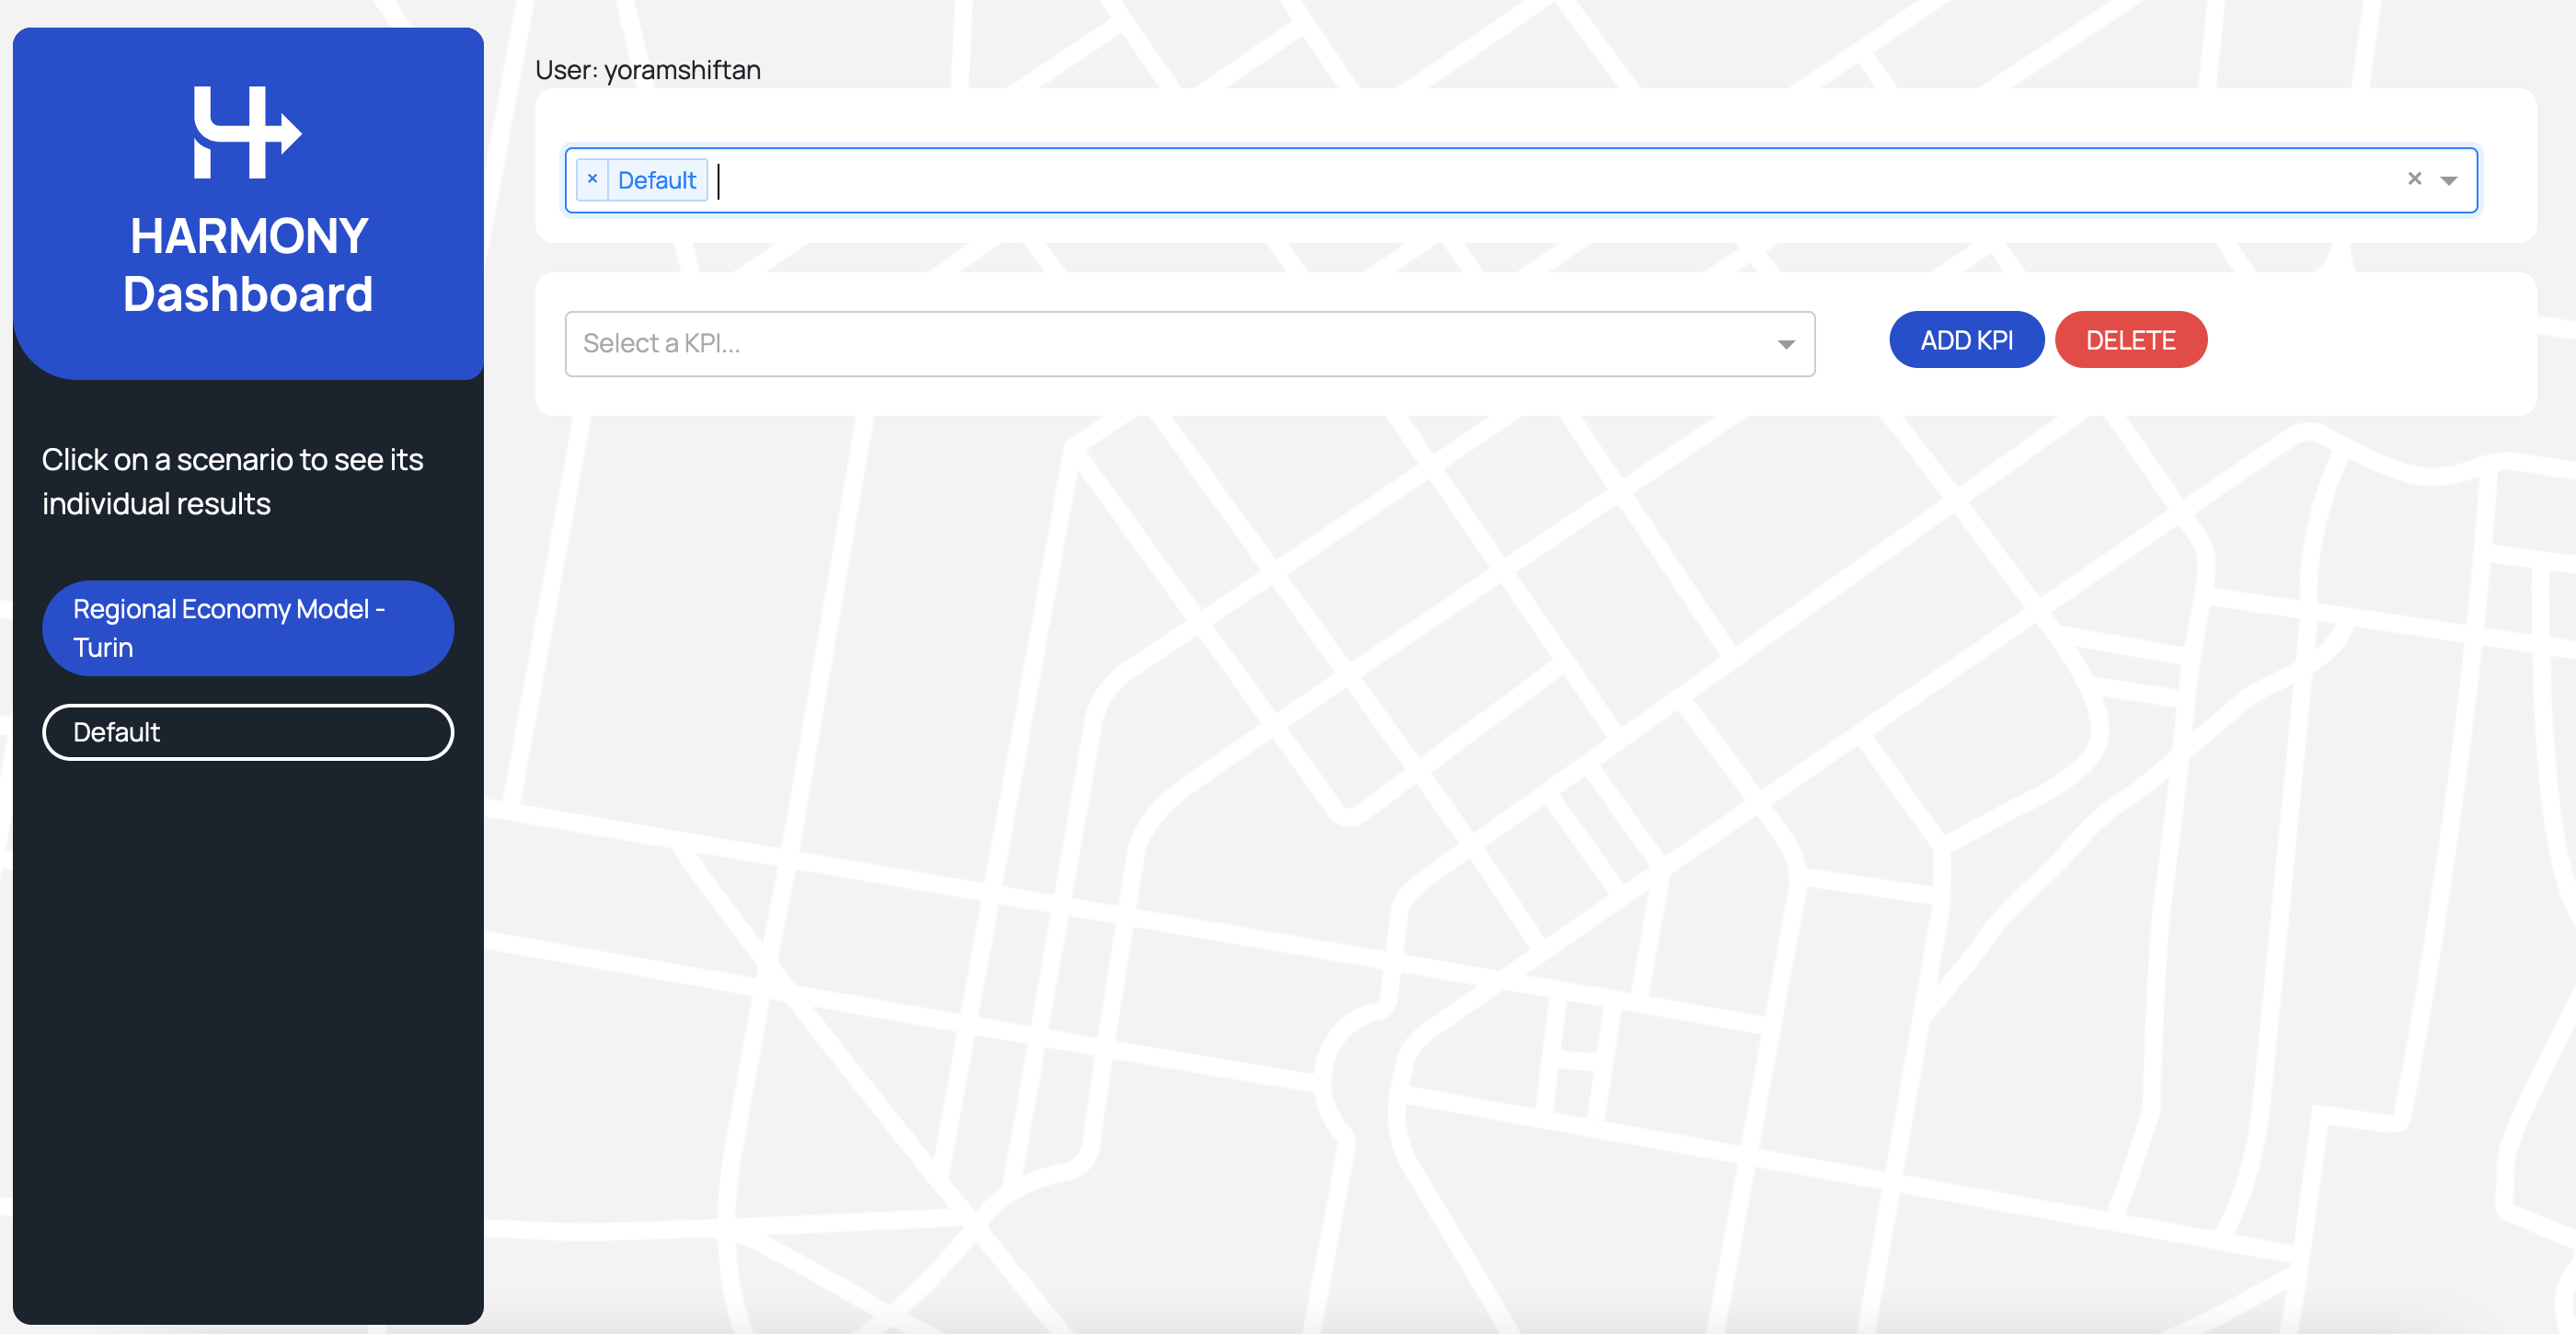 HARMONY
Dashboard
Click on a scenario to see its
individual results
Regional Economy Model -
Turin
Default
User: yoramshiftan
× Default ×
Select a KPI...
ADD KPI DELETE